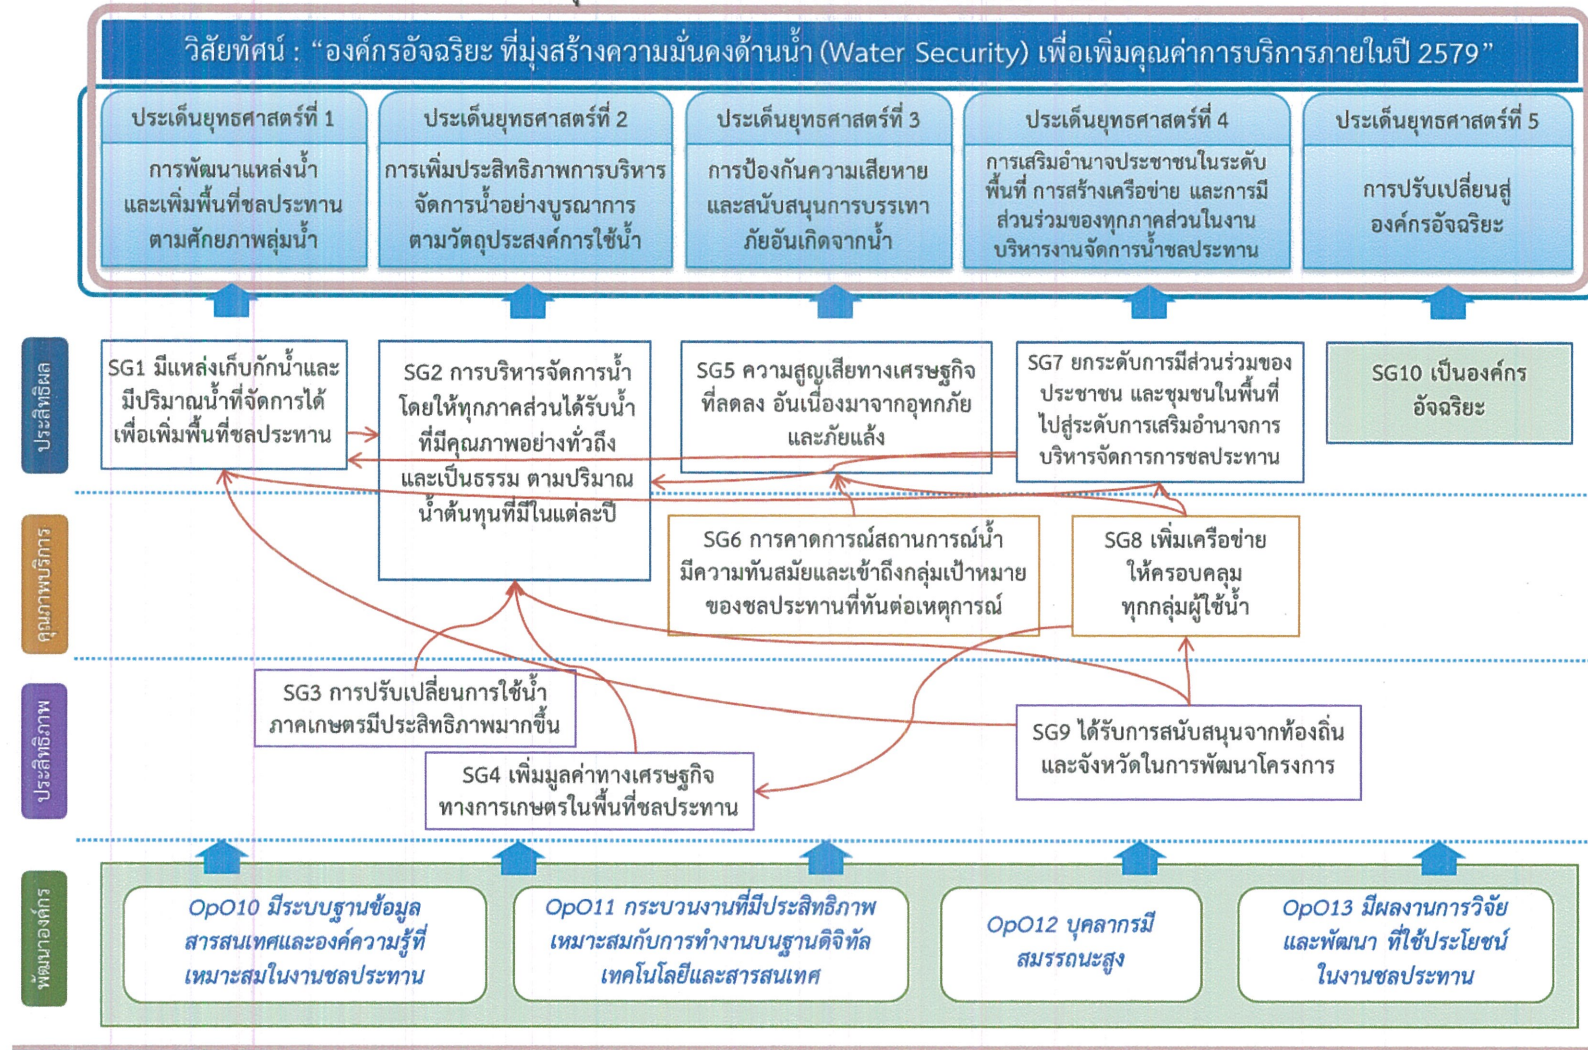 วิสัยทัศน์ : “องค์กรอัจฉริยะ ที่มุ่งสร้างความมั่นคงด้านน้ำ (Water Security) เพื่อเพิ่มคุณค่าการบริการภายในปี 2579”
ประเด็นยุทธศาสตร์ที่ 1
การพัฒนาแหล่งน้ำ
และเพิ่มพื้นที่ชลประทาน
ตามศักยภาพลุ่มน้ำ
ประเด็นยุทธศาสตร์ที่ 2
การเพิ่มประสิทธิภาพการบริหาร
จัดการน้ำอย่างบูรณาการ
ตามวัตถุประสงค์การใช้น้ำ
ประเด็นยุทธศาสตร์ที่ 3
การป้องกันความเสียหาย
และสนับสนุนการบรรเทา
ภัยอันเกิดจากน้ำ
ประเด็นยุทธศาสตร์ที่ 4
การเสริมอำนาจประชาชนในระดับ
พื้นที่ การสร้างเครือข่าย และการมี
ส่วนร่วมของทุกภาคส่วนในงาน
บริหารงานจัดการน้ำชลประทาน
ประเด็นยุทธศาสตร์ที่ 5
การปรับเปลี่ยนสู่
องค์กรอัจฉริยะ
ประสิทธิผล
SG1 มีแหล่งเก็บกักน้ำและ
มีปริมาณน้ำที่จัดการได้
เพื่อเพิ่มพื้นที่ชลประทาน
SG2 การบริหารจัดการน้ำ
โดยให้ทุกภาคส่วนได้รับน้ำ
ที่มีคุณภาพอย่างทั่วถึง
และเป็นธรรม ตามปริมาณ
น้ำต้นทุนที่มีในแต่ละปี
SG5 ความสูญเสียทางเศรษฐกิจ
ที่ลดลง อันเนื่องมาจากอุทกภัย
และภัยแล้ง
SG7 ยกระดับการมีส่วนร่วมของ
ประชาชน และชุมชนในพื้นที่
ไปสู่ระดับการเสริมอำนาจการ
บริหารจัดการการชลประทาน
SG10 เป็นองค์กร
อัจฉริยะ
คุณภาพบริการ
SG6 การคาดการณ์สถานการณ์น้ำ
มีความทันสมัยและเข้าถึงกลุ่มเป้าหมาย
ของชลประทานที่ทันต่อเหตุการณ์
SG8 เพิ่มเครือข่าย
ให้ครอบคลุม
ทุกกลุ่มผู้ใช้น้ำ
ประสิทธิภาพ
SG3 การปรับเปลี่ยนการใช้น้ำ
ภาคเกษตรมีประสิทธิภาพมากขึ้น
SG4 เพิ่มมูลค่าทางเศรษฐกิจ
ทางการเกษตรในพื้นที่ชลประทาน
SG9 ได้รับการสนับสนุนจากท้องถิ่น
และจังหวัดในการพัฒนาโครงการ
พัฒนาองค์กร
OpO10 มีระบบฐานข้อมูล
สารสนเทศและองค์ความรู้ที่
เหมาะสมในงานชลประทาน
OpO11 กระบวนงานที่มีประสิทธิภาพ
เหมาะสมกับการทำงานบนฐานดิจิทัล
เทคโนโลยีและสารสนเทศ
OpO12 บุคลากรมี
สมรรถนะสูง
OpO13 มีผลงานการวิจัย
และพัฒนา ที่ใช้ประโยชน์
ในงานชลประทาน